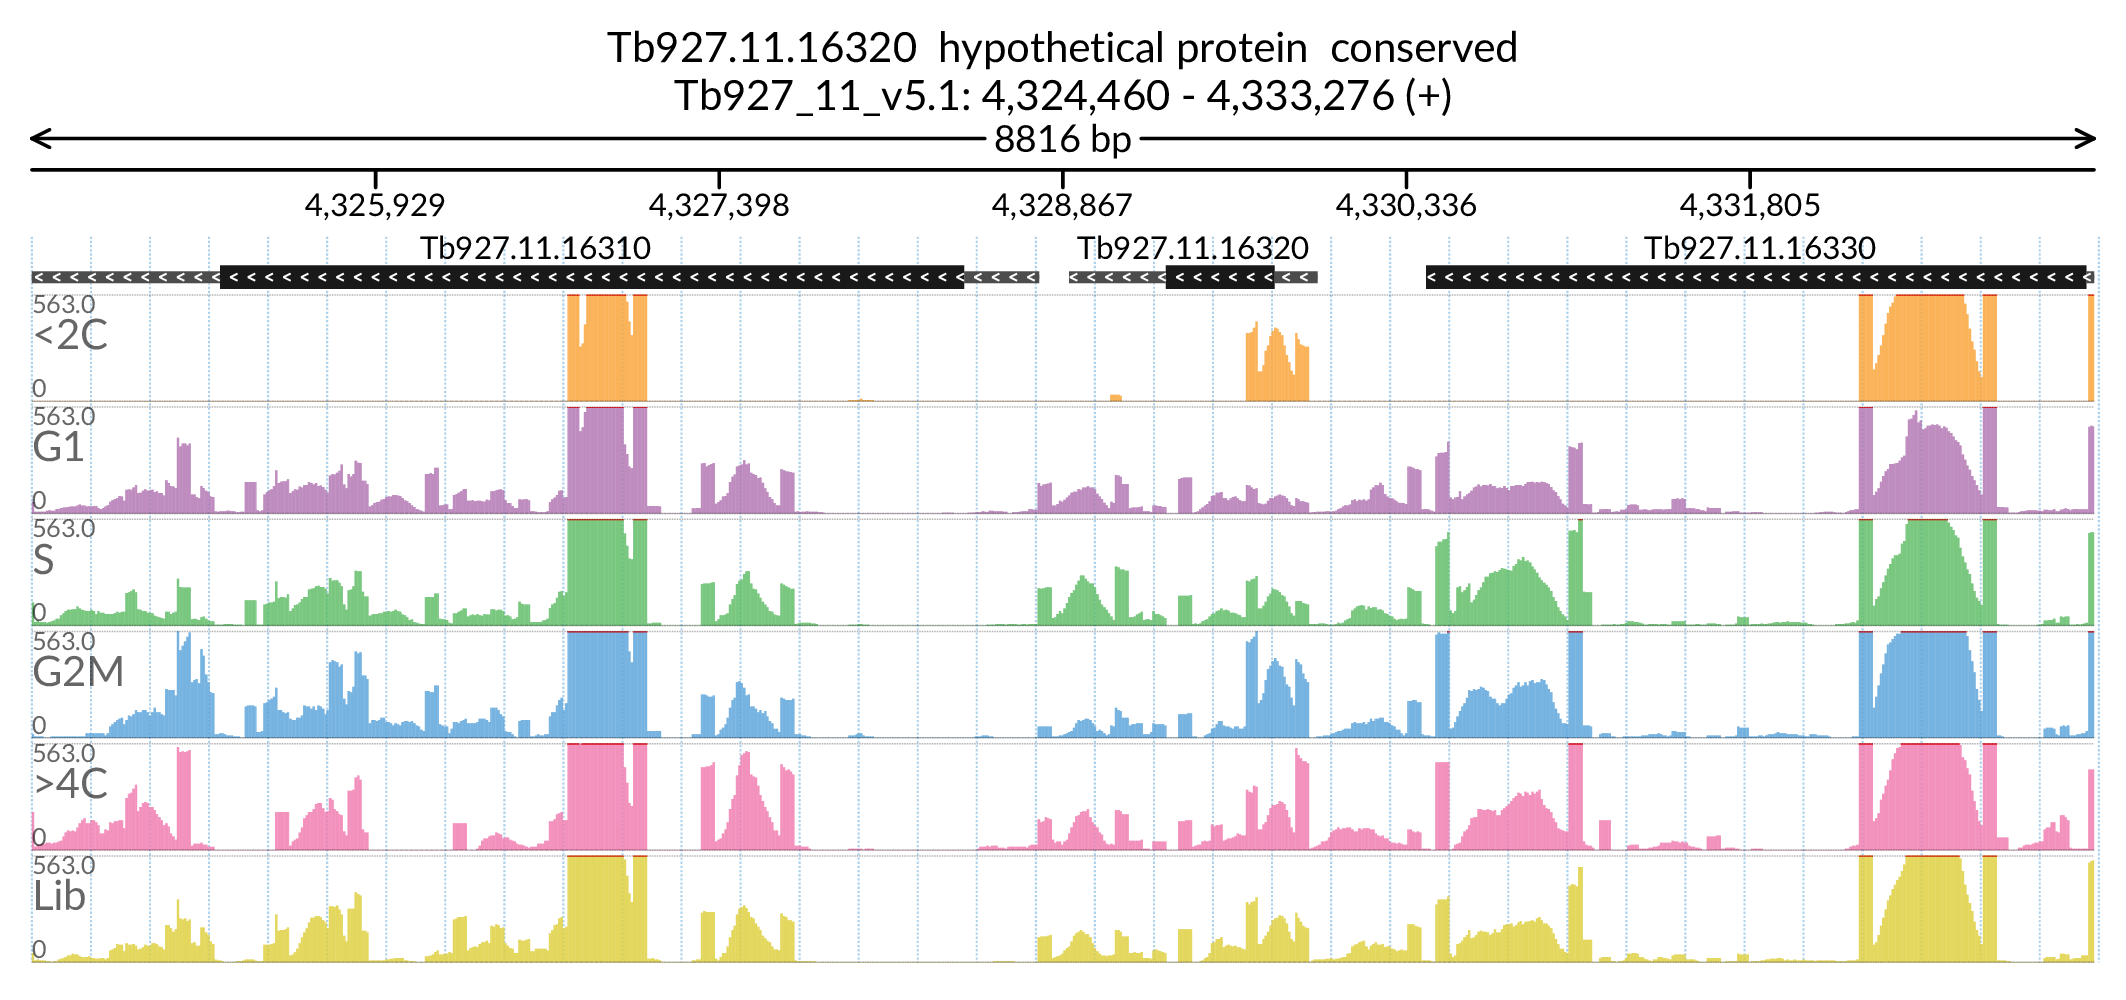 Tb927.11.16320 hypothetical protein conserved
Tb927_11_v5.1: 4,324,460 - 4,333,276 (+)
8816 bp
4,325,929 4,327,398 4,328,867 4,330,336 4,331,805
Tb927.11.16310 Tb927.11.16320 Tb927.11.16330
563.0
<2C
0
563.0
G1
0
563.0
S
0
563.0
G2M
0
563.0
>4C
0
563.0
Lib
0